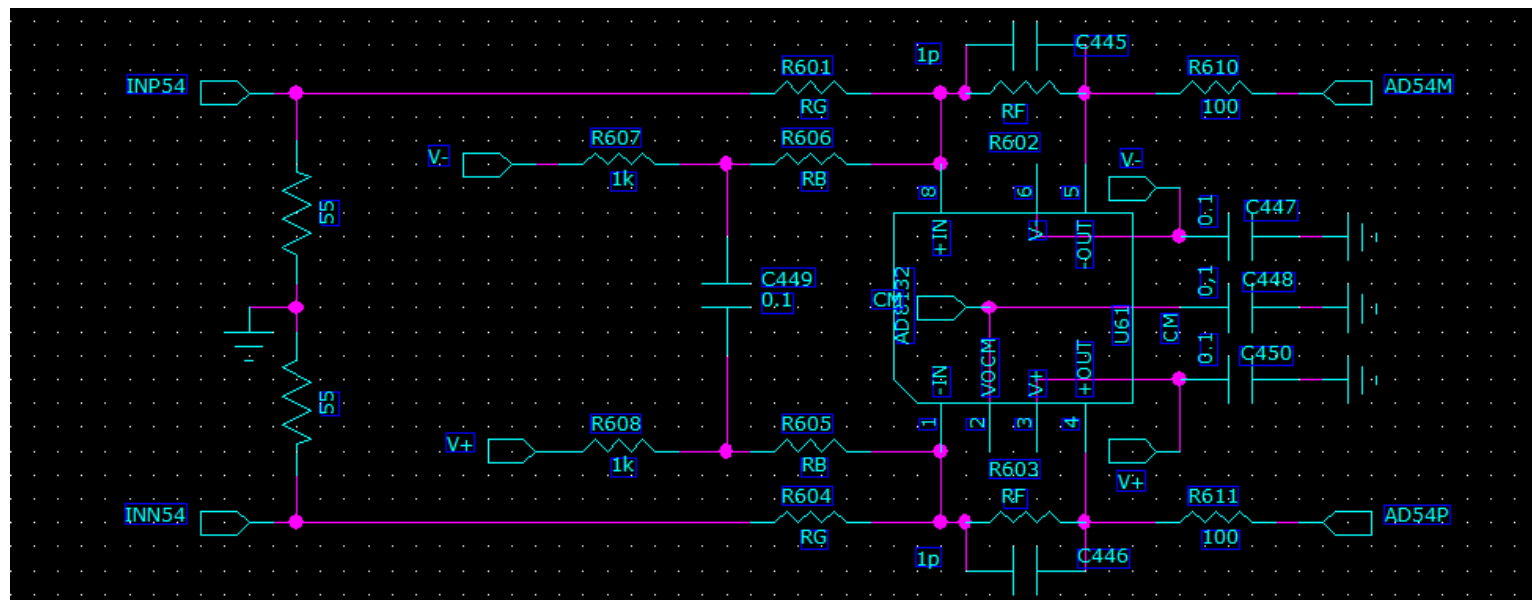 C445
1p
R601
R610
INP54
AD54M
RG
RF
100
R607
R606
R602
V-
V-
1k
RB
8
6
5
55
0.1
C447
+IN
V-
-OUT
C449
0,1
CM
AD8132
U61
CM
0,1
C448
0.1
C450
-IN
VOCM
V+
+OUT
55
R608
R605
1
2
3
4
V+
1k
RB
R603
V+
R604
RF
R611
INN54
AD54P
RG
100
1p
C446